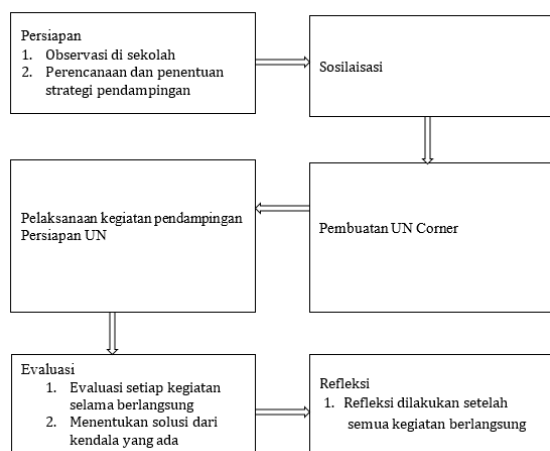 Persiapan
1. Observasi di sekolah
2. Perencanaan dan penentuan
strategi pendampingan
Sosilaisasi
Pembuatan UN Corner
Pelaksanaan kegiatan pendampingan
Persiapan UN
Evaluasi
1. Evaluasi setiap kegiatan
selama berlangsung
2. Menentukan solusi dari
kendala yang ada
Refleksi
1. Refleksi dilakukan setelah
semua kegiatan berlangsung